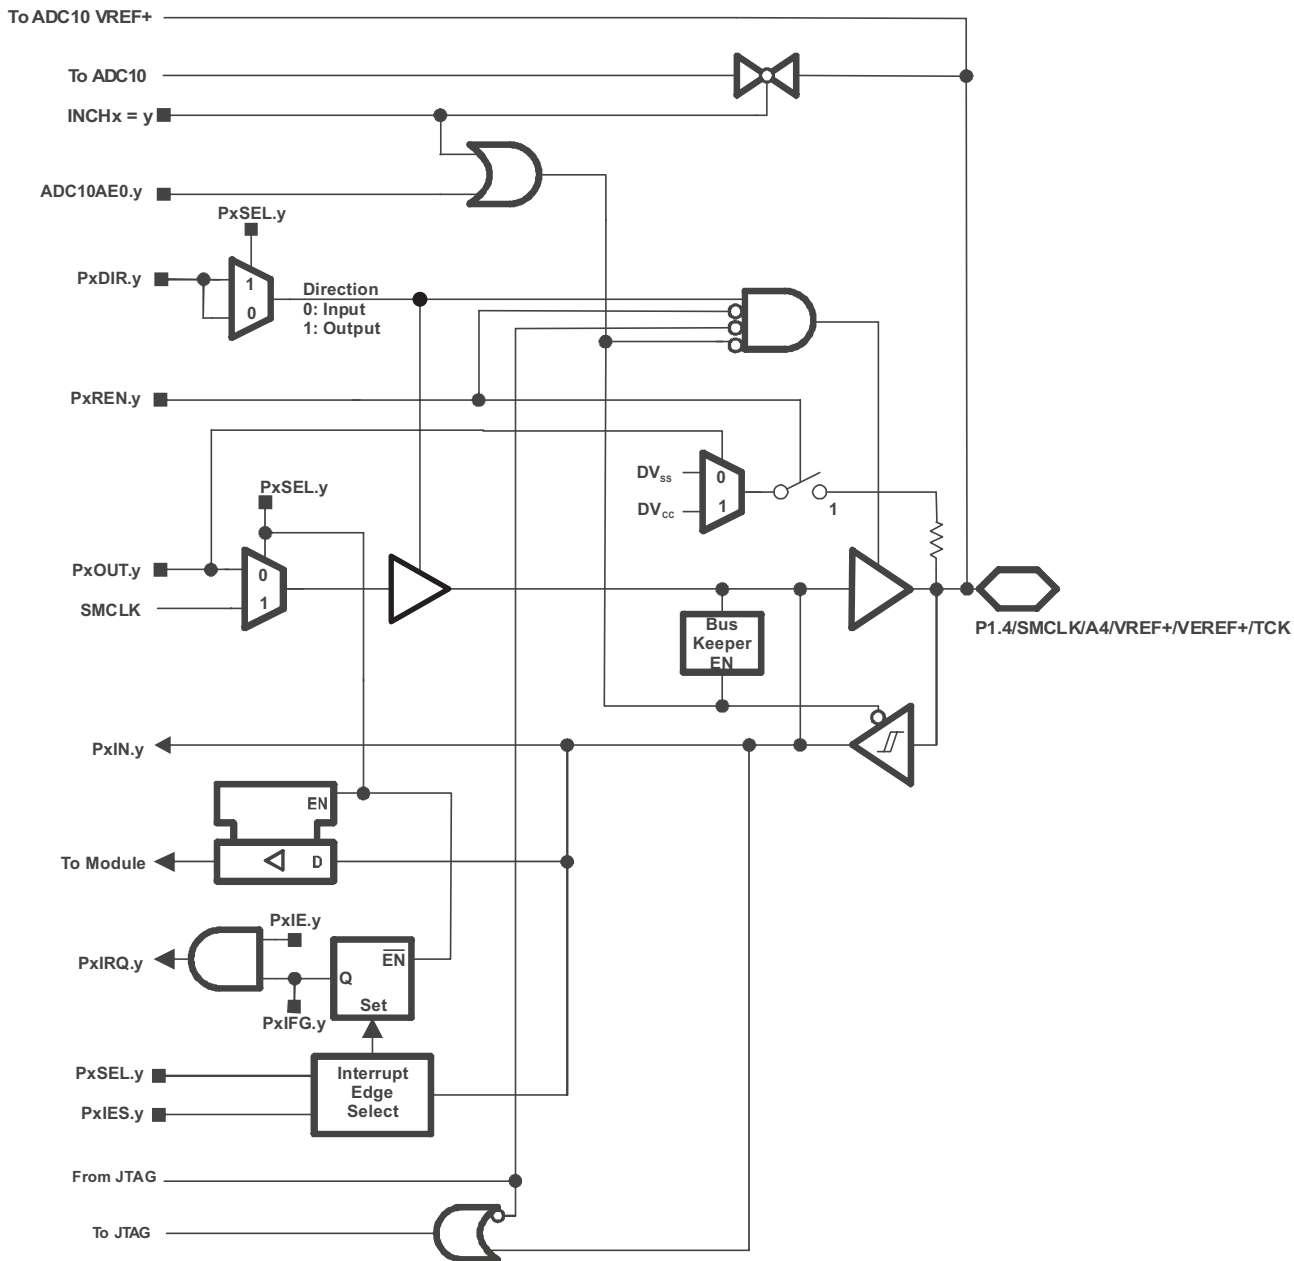 To ADC10 VREF+
To ADC10
INCHx = y
ADC10AE0.y
PxSEL.y
PxDIR.y
1
0
Direction
0: Input
1: Output
PxREN.y
DVss
0
DVcc
1
1
PxSEL.y
PxOUT.y
0
SMCLK
1
Bus
Keeper
EN
P1.4/SMCLK/A4/VREF+/VEREF+/TCK
PxIN.y
EN
To Module
D
PxIE.y
PxIRQ.y
EN
Q
Set
PxIFG.y
PxSEL.y
PxIES.y
Interrupt
Edge
Select
From JTAG
To JTAG